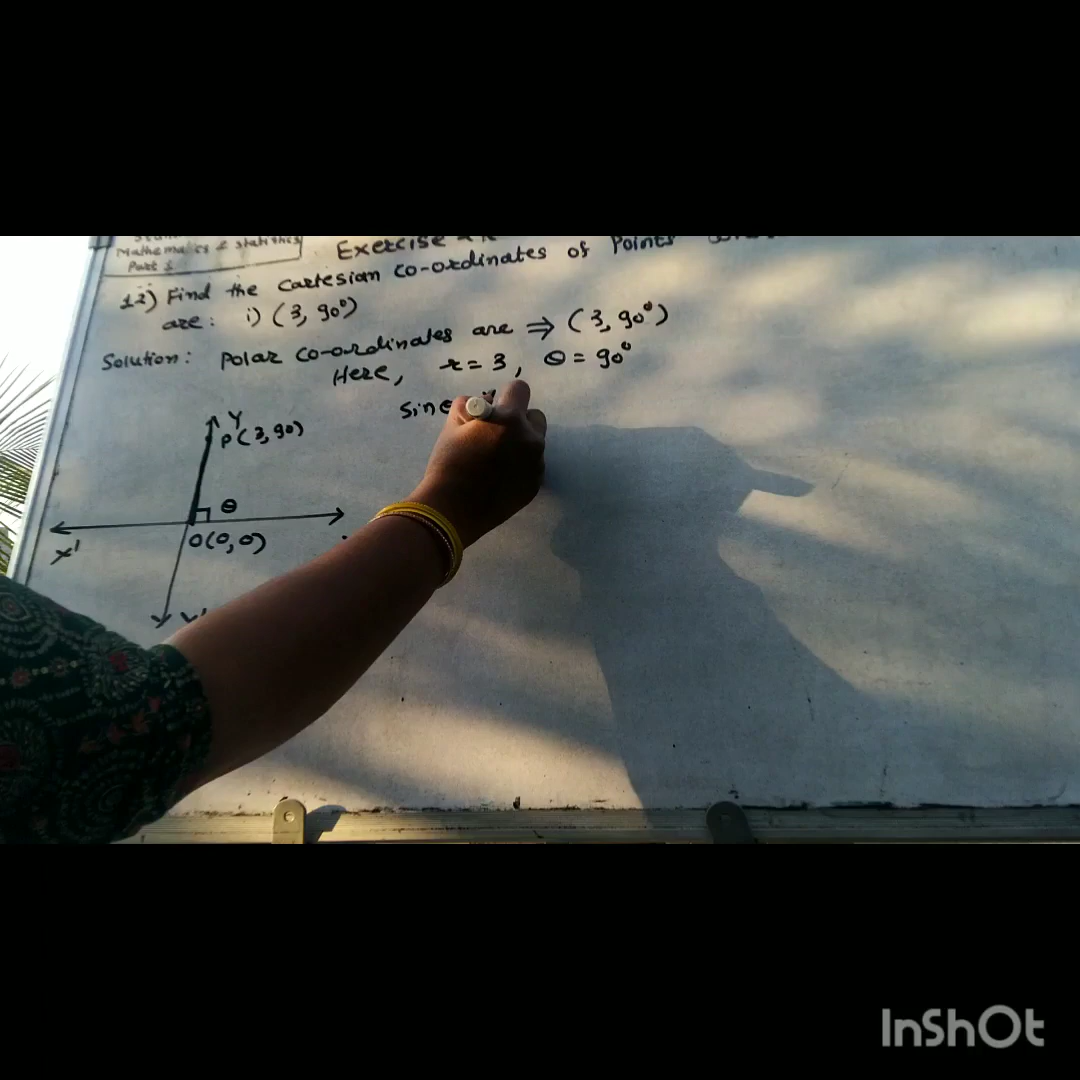 Mathematics & Statistics
Part I
Exercise
12) Find the Cartesian co-ordinates of points
are: i) (3, 90°)
Solution: Polar co-ordinates are ⇒ (3, 90°)
Here, r = 3, θ = 90°
sin
Y
P(3, 90)
θ
O(0, 0)
X'
InShOt